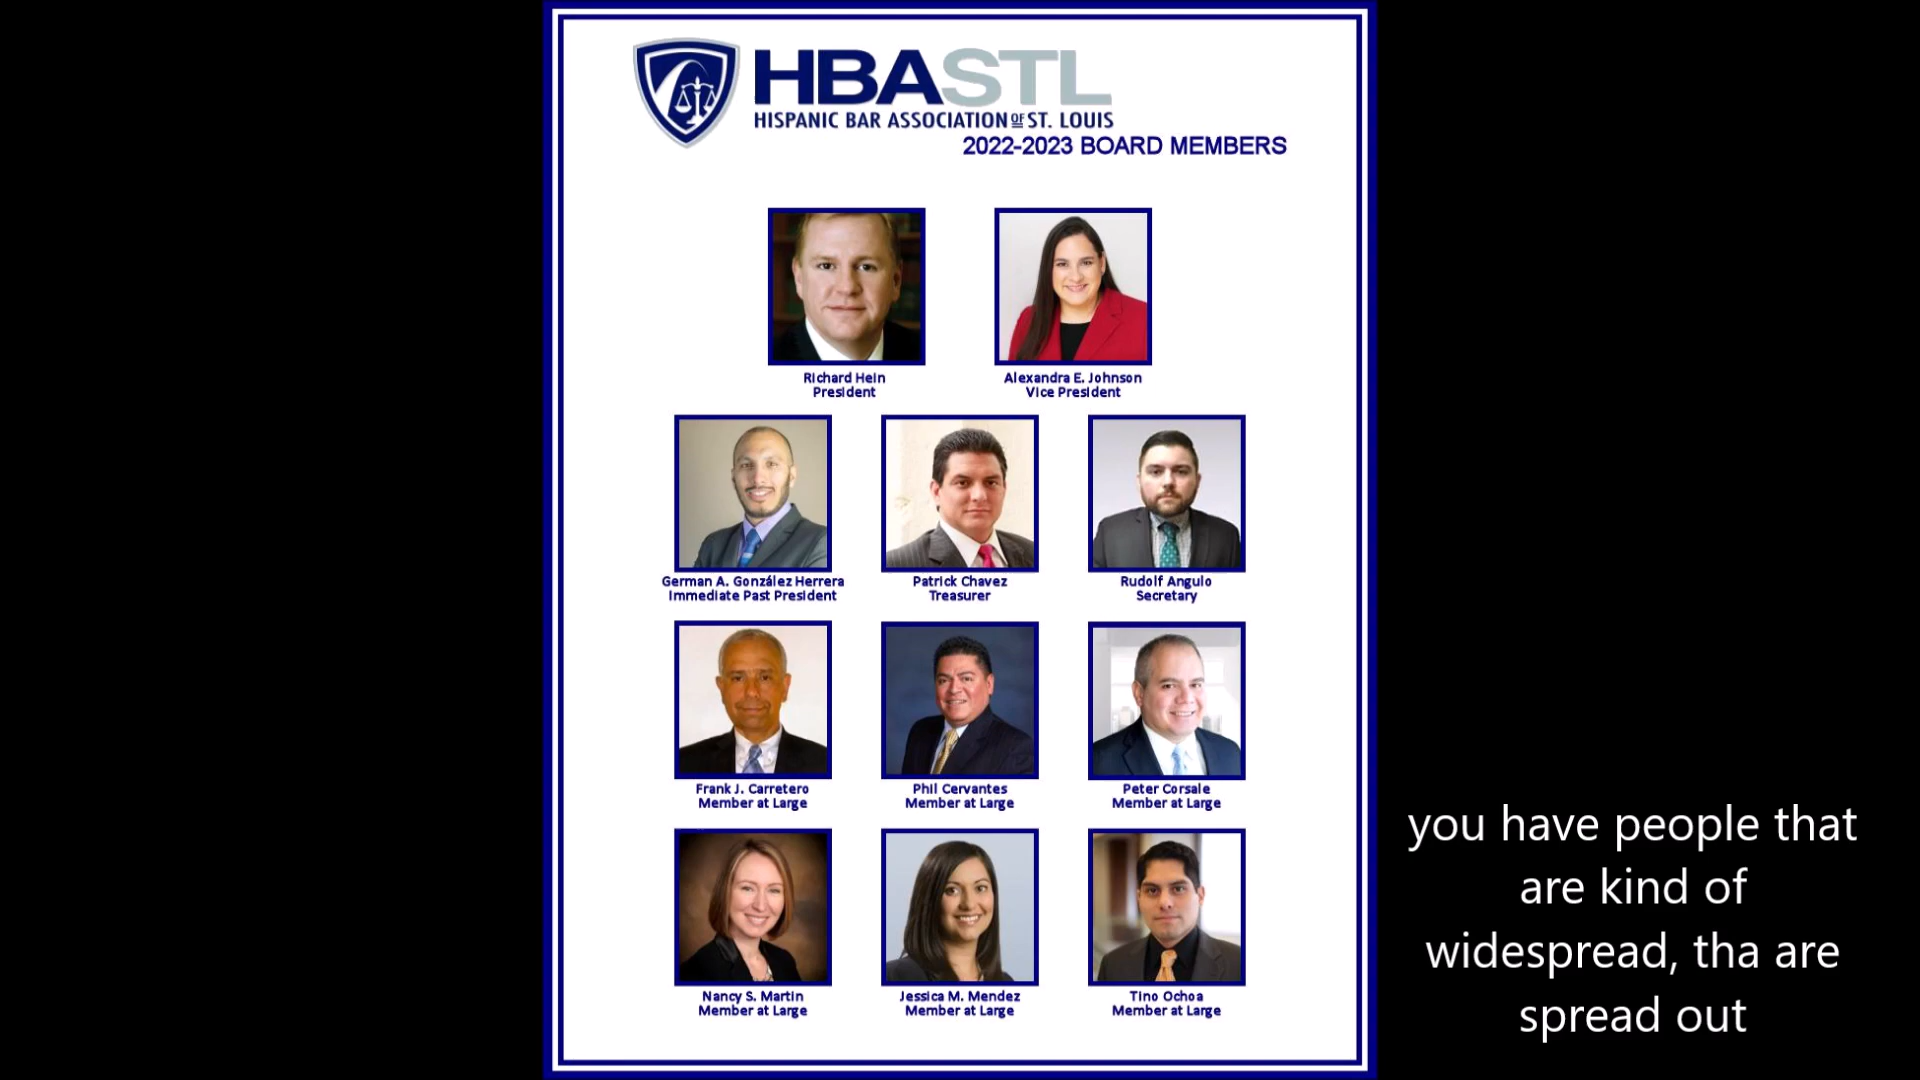 HBASTL
HISPANIC BAR ASSOCIATION OF ST. LOUIS
2022-2023 BOARD MEMBERS
Richard Hein
President
Alexandra E. Johnson
Vice President
German A. González Herrera
Immediate Past President
Patrick Chavez
Treasurer
Rudolf Angulo
Secretary
Frank J. Carretero
Member at Large
Phil Cervantes
Member at Large
Peter Corsale
Member at Large
Nancy S. Martin
Member at Large
Jessica M. Mendez
Member at Large
Tino Ochoa
Member at Large
you have people that
are kind of
widespread, tha are
spread out